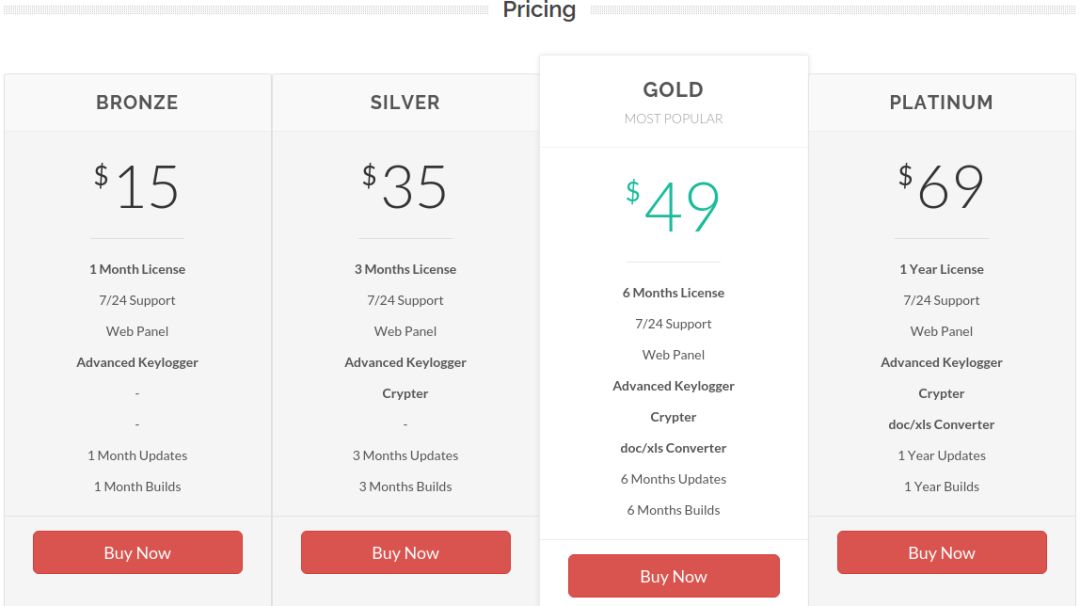 Pricing
BRONZE
$15
1 Month License
7/24 Support
Web Panel
Advanced Keylogger
-
-
1 Month Updates
1 Month Builds
Buy Now
SILVER
$35
3 Months License
7/24 Support
Web Panel
Advanced Keylogger
Crypter
-
3 Months Updates
3 Months Builds
Buy Now
GOLD
MOST POPULAR
$49
6 Months License
7/24 Support
Web Panel
Advanced Keylogger
Crypter
doc/xls Converter
6 Months Updates
6 Months Builds
Buy Now
PLATINUM
$69
1 Year License
7/24 Support
Web Panel
Advanced Keylogger
Crypter
doc/xls Converter
1 Year Updates
1 Year Builds
Buy Now